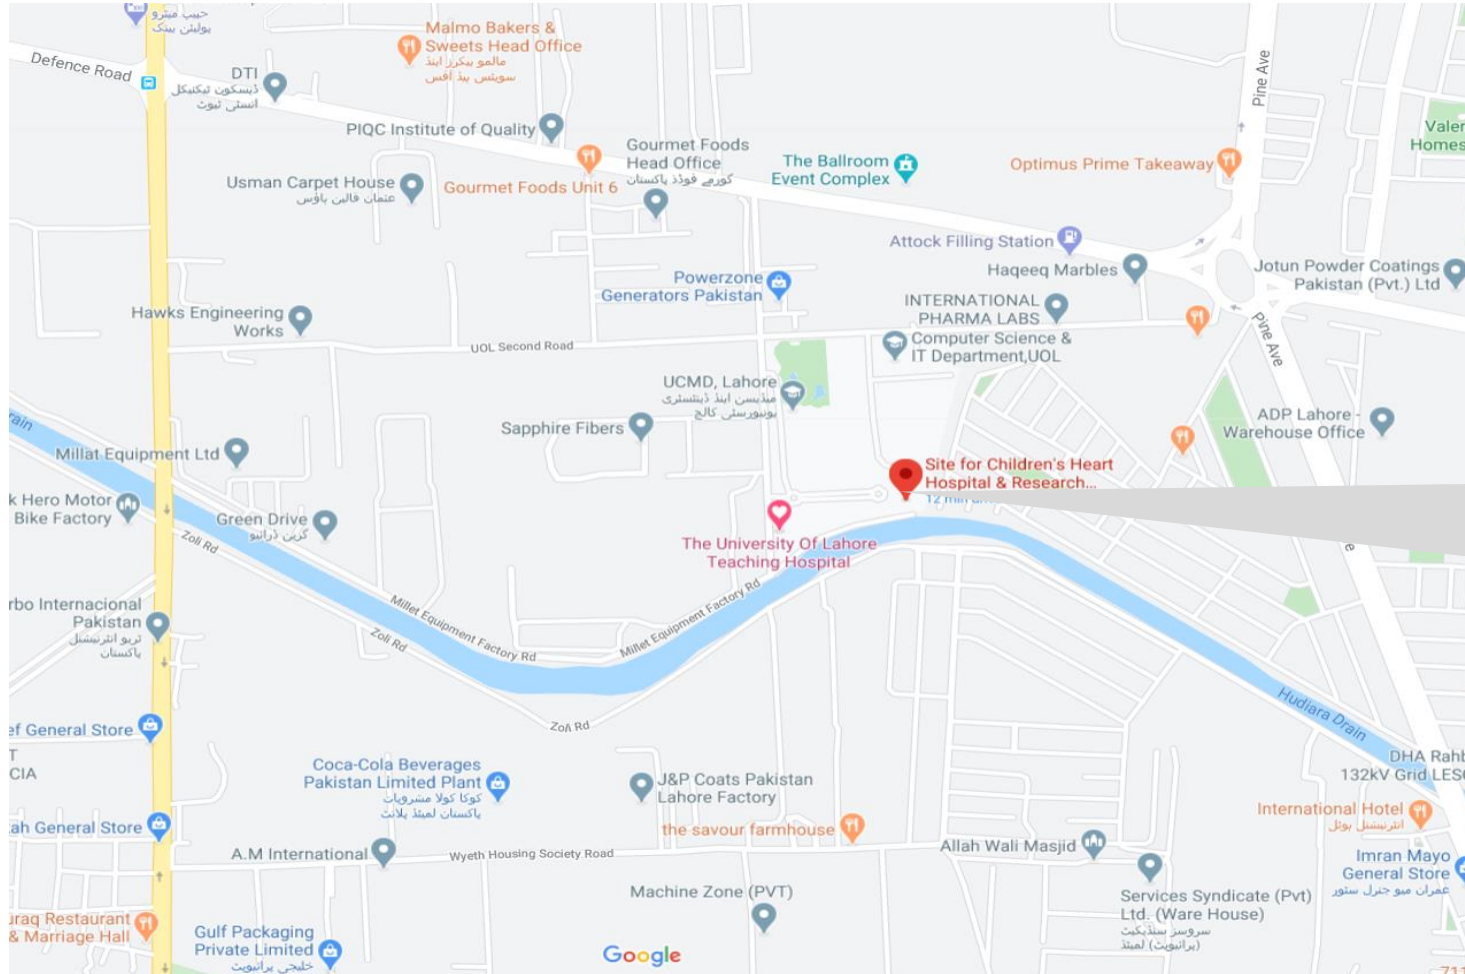 حبیب میٹرو
پولیٹن بینک
Malmo Bakers &
Sweets Head Office
مالمو بیکرز اینڈ
سویٹس ہیڈ آفس
Defence Road
DTI
ڈیسکون ٹیکنیکل
انسٹی ٹیوٹ
Pine Ave
PIQC Institute of Quality
Gourmet Foods
Head Office
گورمے فوڈذ پاکستان
Gourmet Foods Unit 6
The Ballroom
Event Complex
Optimus Prime Takeaway
Valer
Homes
Usman Carpet House
عثمان قالین ہاؤس
Attock Filling Station
Haqeeq Marbles
Jotun Powder Coatings
Pakistan (Pvt.) Ltd
Powerzone
Generators Pakistan
INTERNATIONAL
PHARMA LABS
Hawks Engineering
Works
Pine Ave
UOL Second Road
Computer Science &
IT Department,UOL
UCMD, Lahore
میڈیسن اینڈ ڈینٹسٹری
یونیورسٹی کالج
Sapphire Fibers
ADP Lahore -
Warehouse Office
rain
Millat Equipment Ltd
Site for Children's Heart
Hospital & Research...
12 min
k Hero Motor
Bike Factory
Green Drive
گرین ڈرائیو
Zoli Rd
The University Of Lahore
Teaching Hospital
e
rbo Internacional
Pakistan
ٹربو انٹرنیشنل
پاکستان
Millet Equipment Factory Rd
Millet Equipment Factory Rd
Zoli Rd
Zoli Rd
Hudiara Drain
ef General Store
T
CIA
Coca-Cola Beverages
Pakistan Limited Plant
کوکا کولا مشروبات
پاکستان لمیٹڈ پلانٹ
J&P Coats Pakistan
Lahore Factory
DHA Rahb
132kV Grid LESC
International Hotel
انٹرنیشنل ہوٹل
ah General Store
the savour farmhouse
Allah Wali Masjid
A.M International
Wyeth Housing Society Road
Imran Mayo
General Store
عمران میو جنرل سٹور
Machine Zone (PVT)
Services Syndicate (Pvt)
Ltd. (Ware House)
سروسز سنڈیکیٹ
(پرائیویٹ) لمیٹڈ
uraq Restaurant
& Marriage Hall
Gulf Packaging
Private Limited
خلیجی پرائیویٹ
Google
711